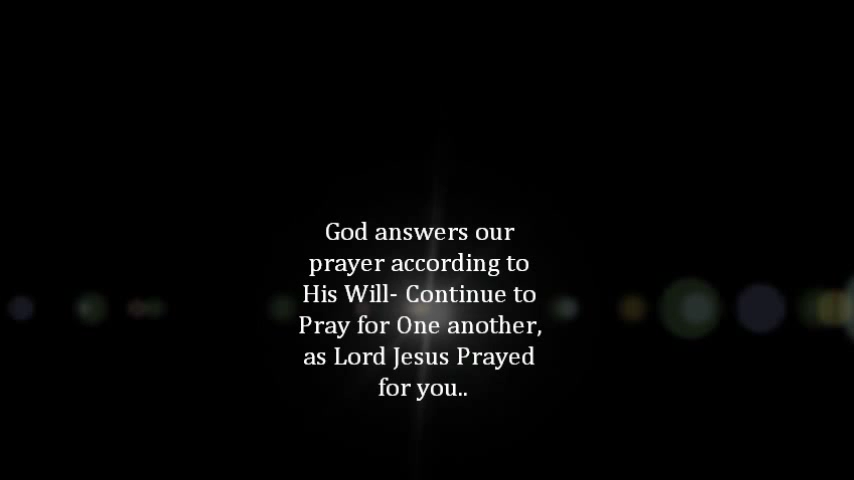 God answers our
prayer according to
His Will- Continue to
Pray for One another,
as Lord Jesus Prayed
for you..